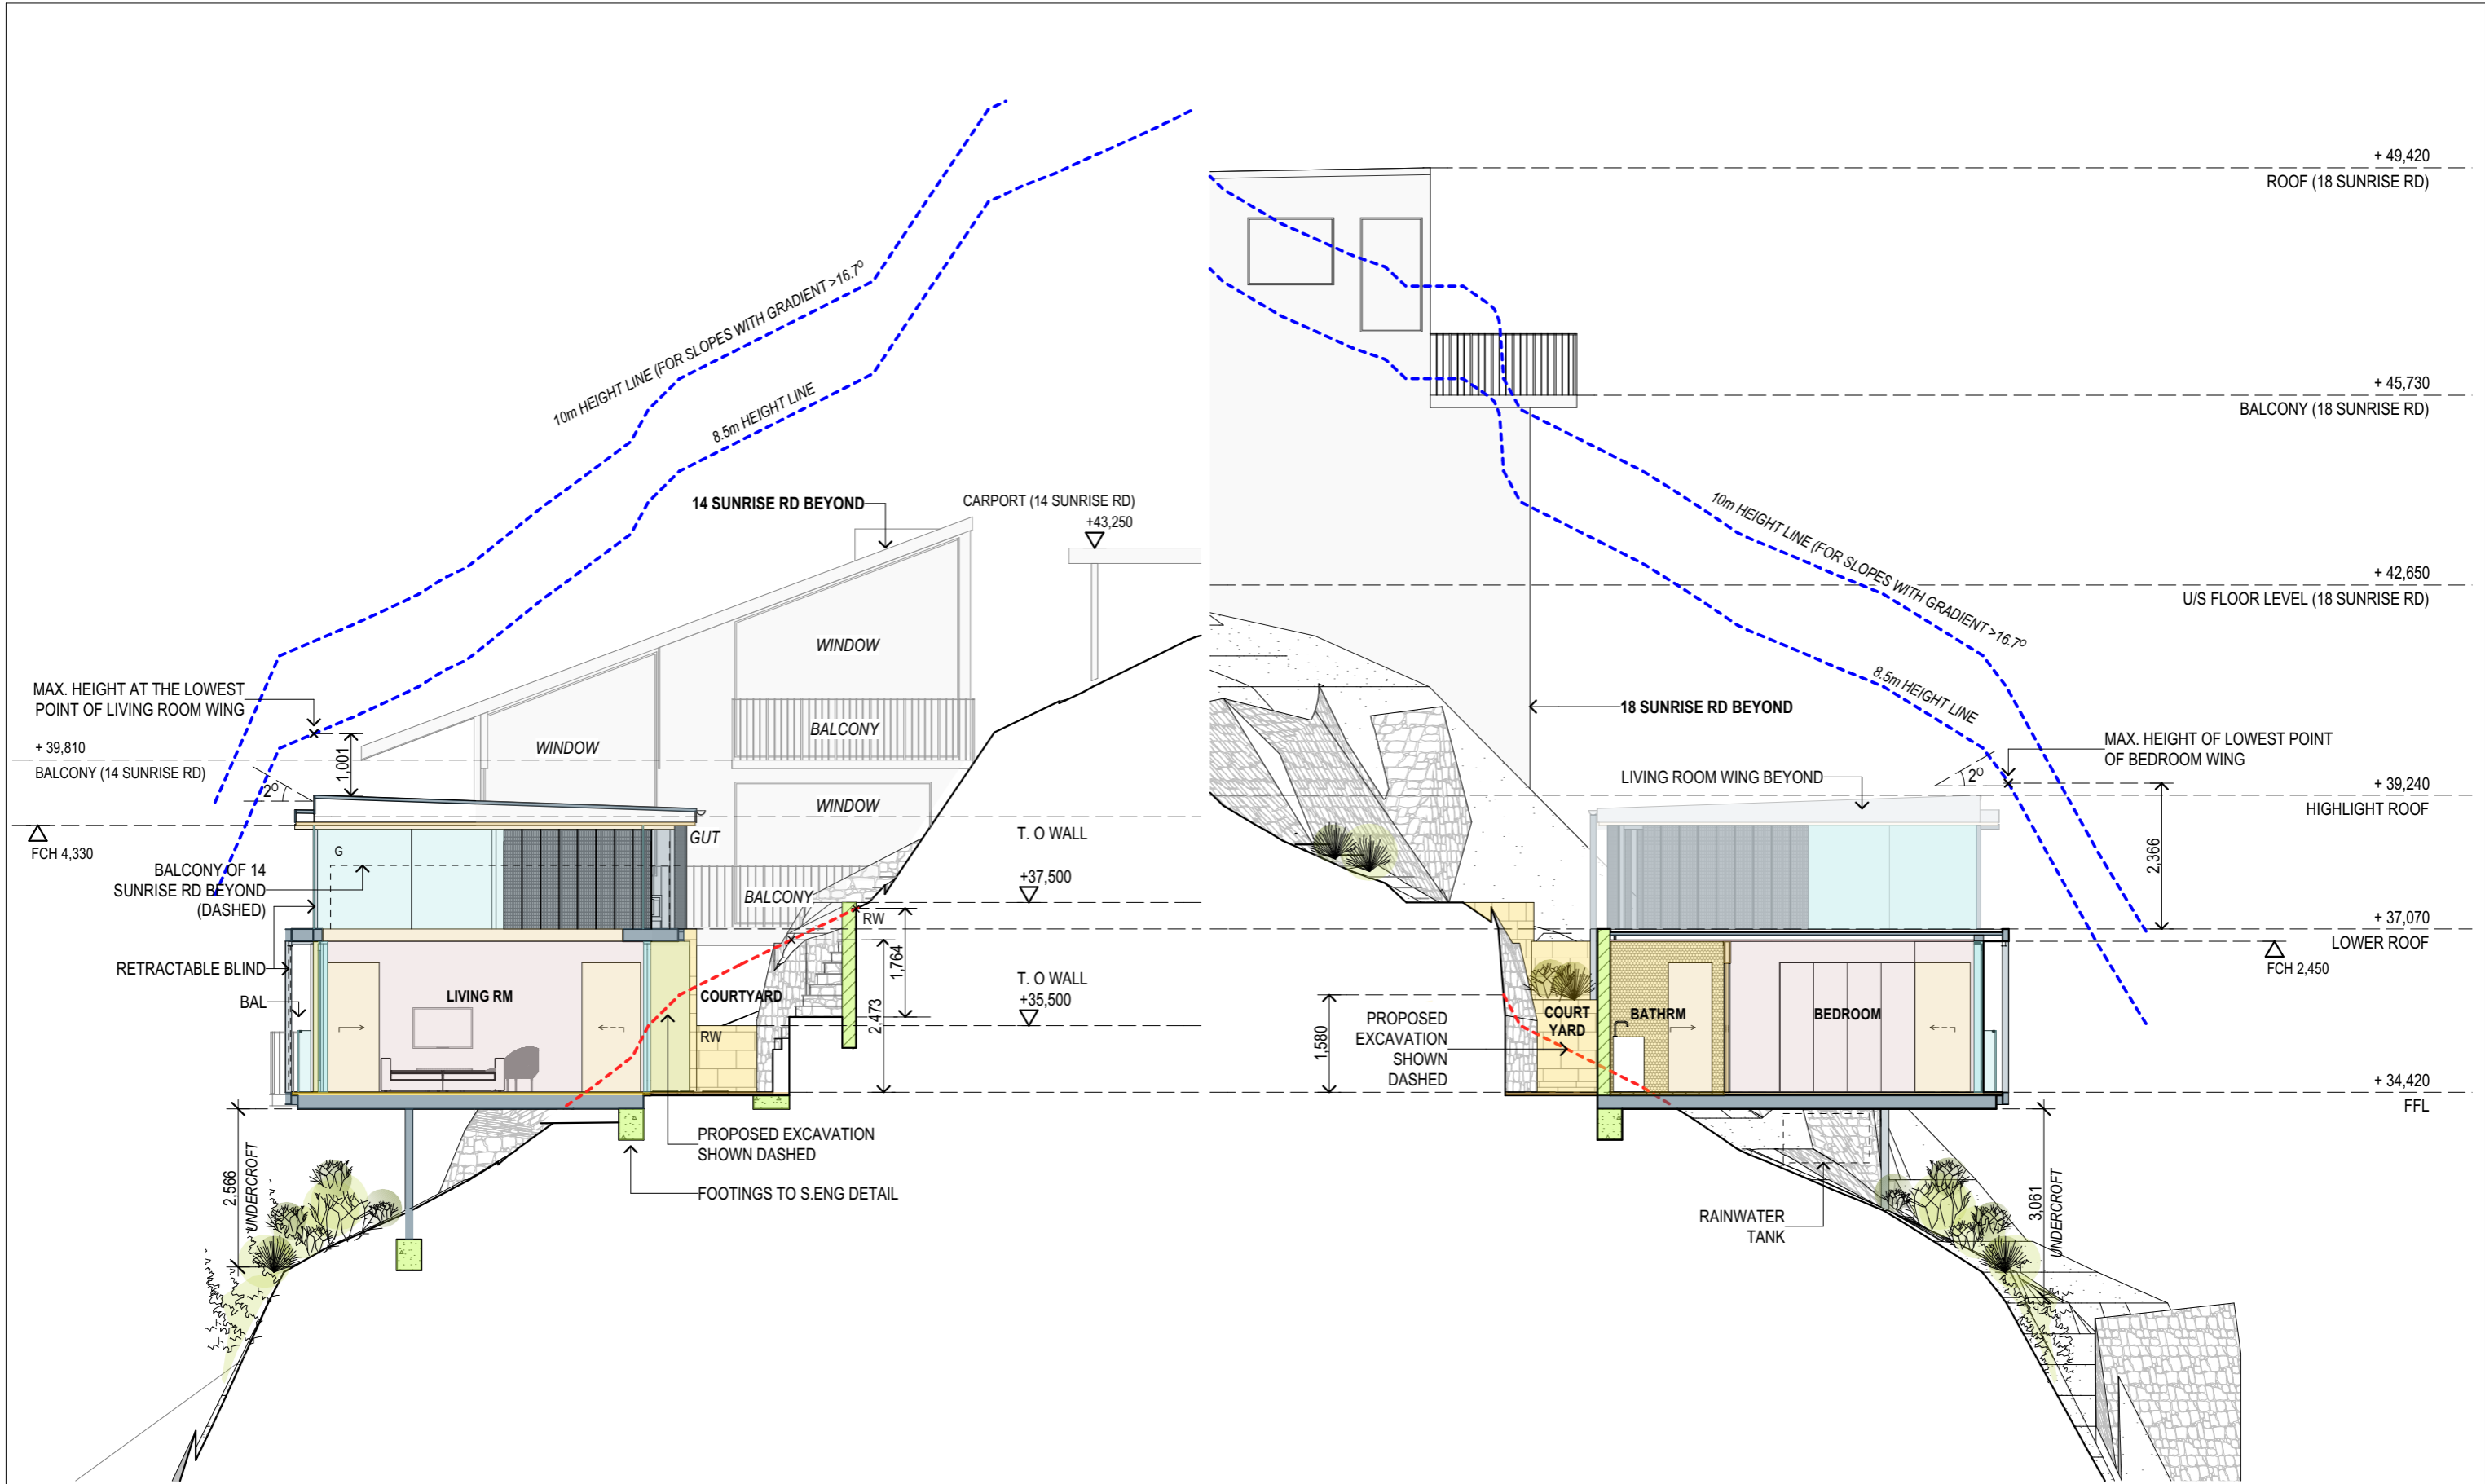 10m HEIGHT LINE (FOR SLOPES WITH GRADIENT >16.7O
8.5m HEIGHT LINE
14 SUNRISE RD BEYOND
CARPORT (14 SUNRISE RD)
+43,250
WINDOW
MAX. HEIGHT AT THE LOWEST
POINT OF LIVING ROOM WING
BALCONY
WINDOW
+ 39,810
BALCONY (14 SUNRISE RD)
1,001
2O
WINDOW
FCH 4,330
GUT
T. O WALL
G
BALCONY OF 14
SUNRISE RD BEYOND
(DASHED)
+37,500
BALCONY
RW
RETRACTABLE BLIND
1,764
BAL
LIVING RM
COURTYARD
T. O WALL
+35,500
2,473
RW
PROPOSED EXCAVATION
SHOWN DASHED
2,566
UNDERCROFT
FOOTINGS TO S.ENG DETAIL
+ 49,420
ROOF (18 SUNRISE RD)
+ 45,730
BALCONY (18 SUNRISE RD)
10m HEIGHT LINE (FOR SLOPES WITH GRADIENT >16.7O
+ 42,650
U/S FLOOR LEVEL (18 SUNRISE RD)
8.5m HEIGHT LINE
18 SUNRISE RD BEYOND
MAX. HEIGHT OF LOWEST POINT
OF BEDROOM WING
LIVING ROOM WING BEYOND
2O
+ 39,240
HIGHLIGHT ROOF
2,366
+ 37,070
LOWER ROOF
FCH 2,450
1,580
PROPOSED
EXCAVATION
SHOWN
DASHED
COURT
YARD
BATHRM
BEDROOM
+ 34,420
FFL
RAINWATER
TANK
3,061
UNDERCROFT